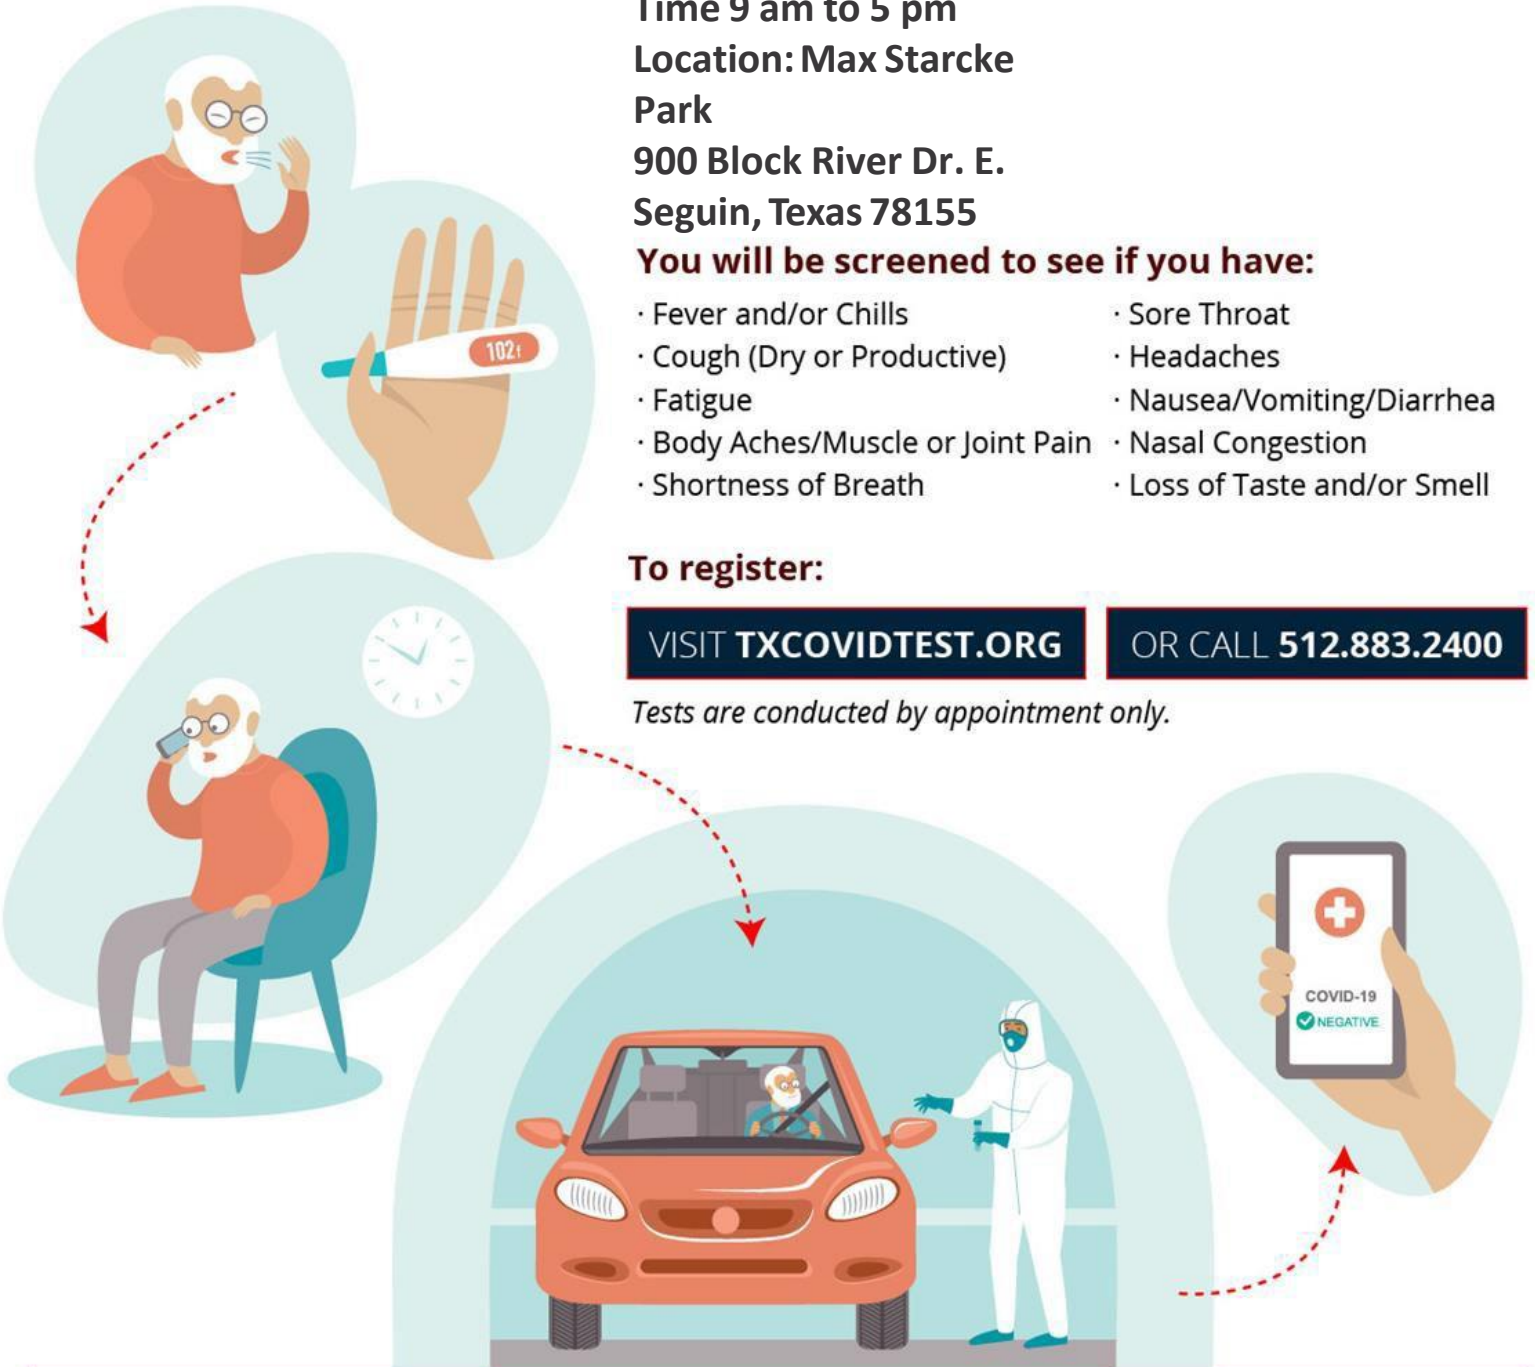 Time 9 am to 5 pm
Location: Max Starcke
Park
900 Block River Dr. E.
Seguin, Texas 78155
You will be screened to see if you have:
· Fever and/or Chills
· Cough (Dry or Productive)
· Fatigue
· Body Aches/Muscle or Joint Pain
· Shortness of Breath
· Sore Throat
· Headaches
· Nausea/Vomiting/Diarrhea
· Nasal Congestion
· Loss of Taste and/or Smell
102f
To register:
VISIT TXCOVIDTEST.ORG
OR CALL 512.883.2400
Tests are conducted by appointment only.
COVID-19
NEGATIVE